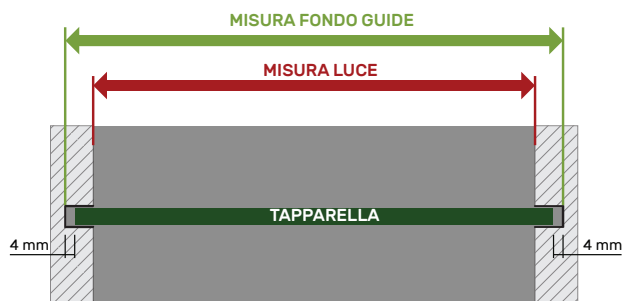 MISURA FONDO GUIDE
MISURA LUCE
TAPPARELLA
4 mm
4 mm